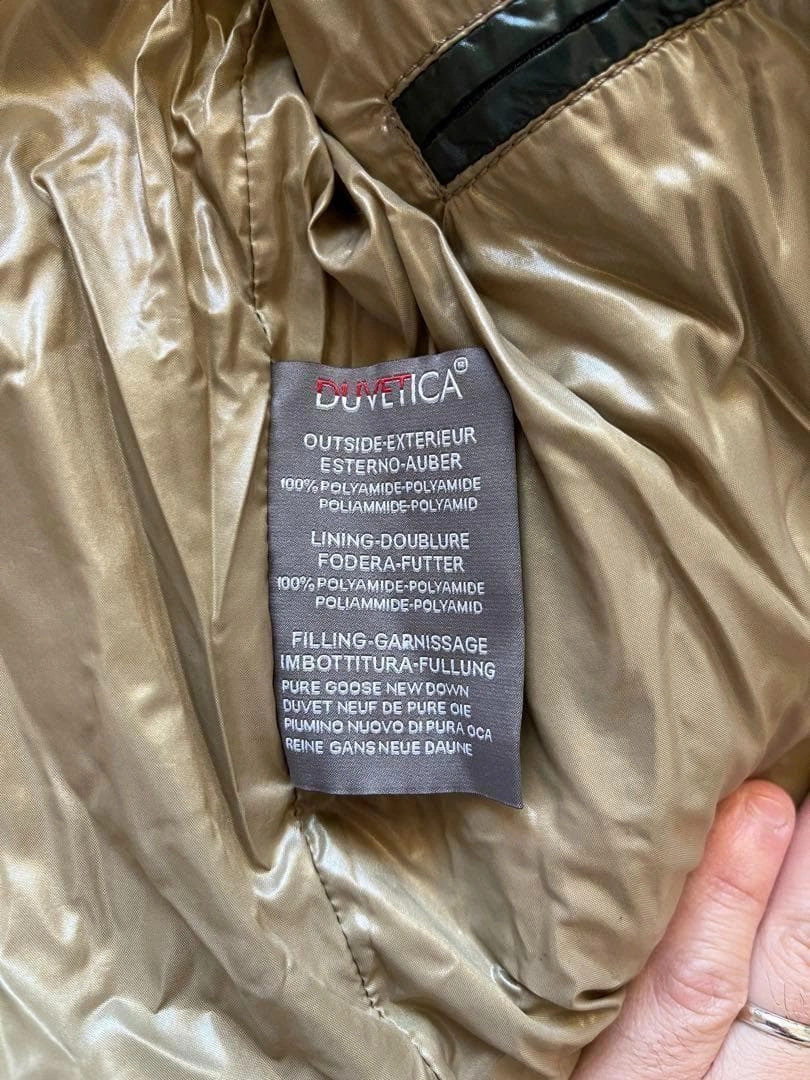 DUVETICA®
OUTSIDE-EXTERIEUR
ESTERNO-AUBER
100% POLYAMIDE-POLYAMIDE
POLIAMMIDE-POLYAMID
LINING-DOUBLURE
FODERA-FUTTER
100% POLYAMIDE-POLYAMIDE
POLIAMMIDE-POLYAMID
FILLING-GARNISSAGE
IMBOTTITURA-FULLUNG
PURE GOOSE NEW DOWN
DUVET NEUF DE PURE OIE
PIUMINO NUOVO DI PURA OCA
REINE GANS NEUE DAUNE